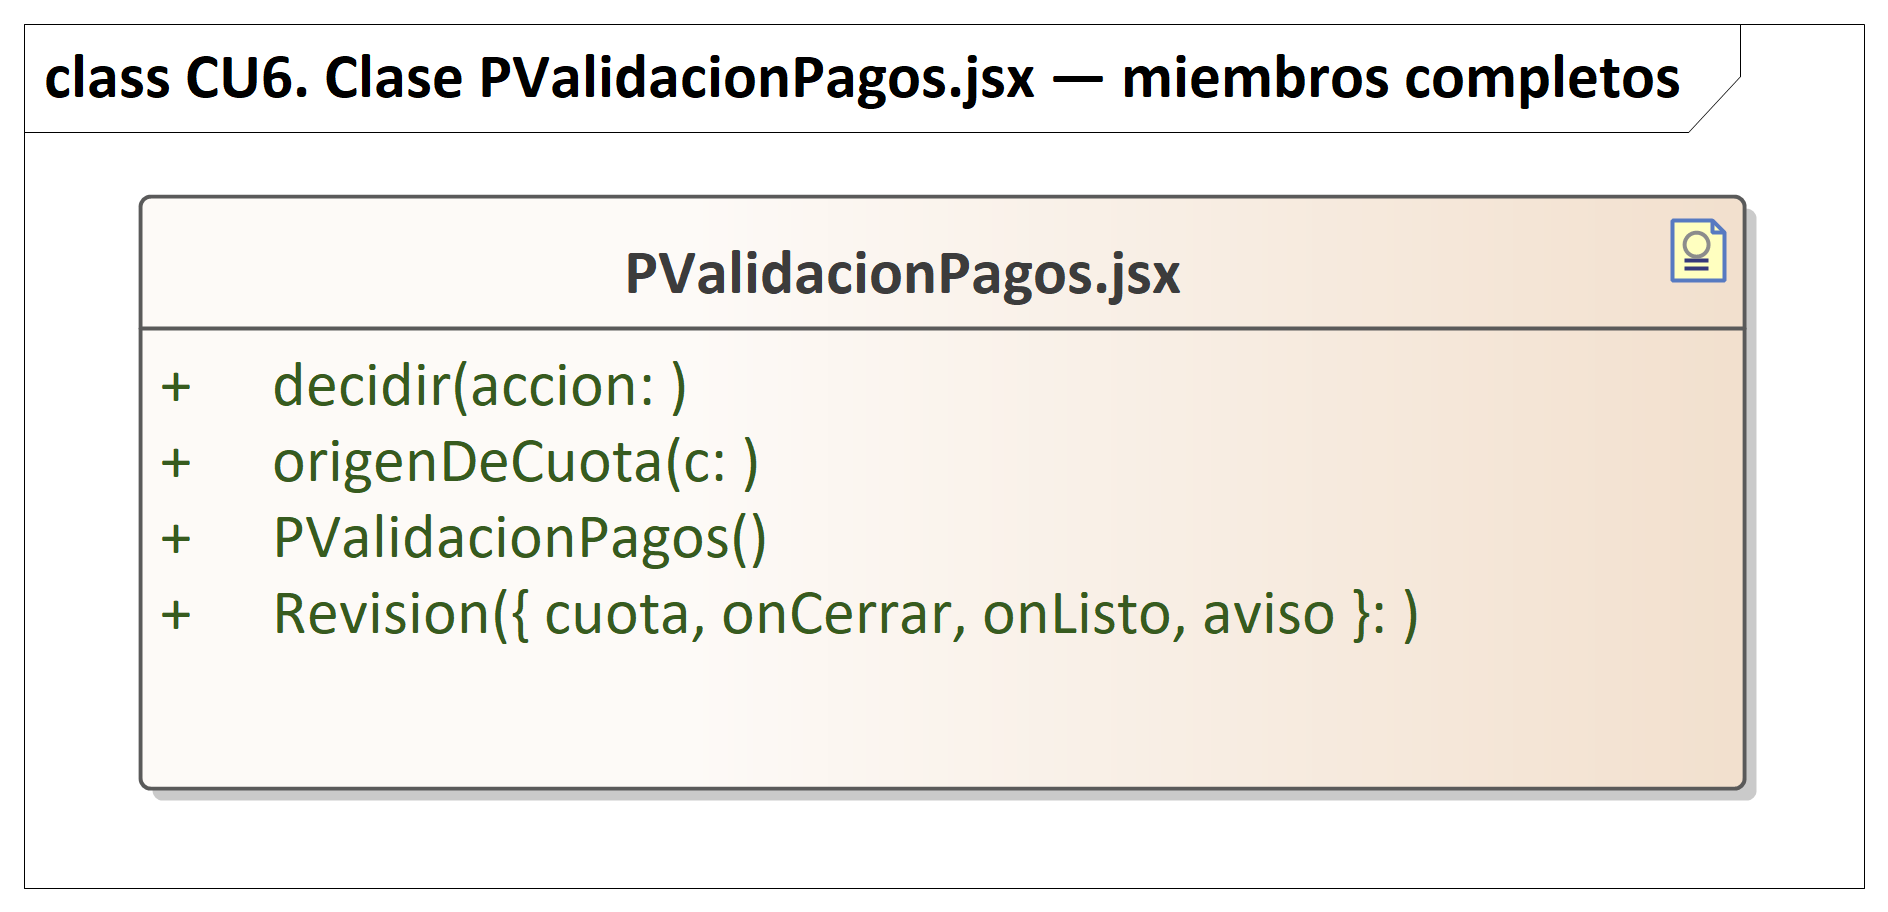 class CU6. Clase PValidacionPagos.jsx — miembros completos
PValidacionPagos.jsx
+ decidir(accion: )
+ origenDeCuota(c: )
+ PValidacionPagos()
+ Revision({ cuota, onCerrar, onListo, aviso }: )